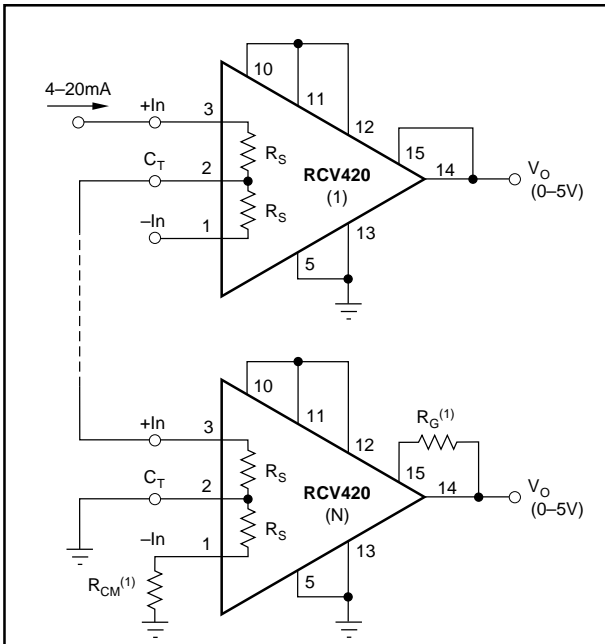 4–20mA
+In
3
C_T
2
–In
1
R_S
R_S
10
11
12
RCV420
(1)
15
14
13
5
V_O
(0–5V)
+In
3
C_T
2
–In
1
R_CM^(1)
R_S
R_S
10
11
12
RCV420
(N)
R_G^(1)
15
14
13
5
V_O
(0–5V)